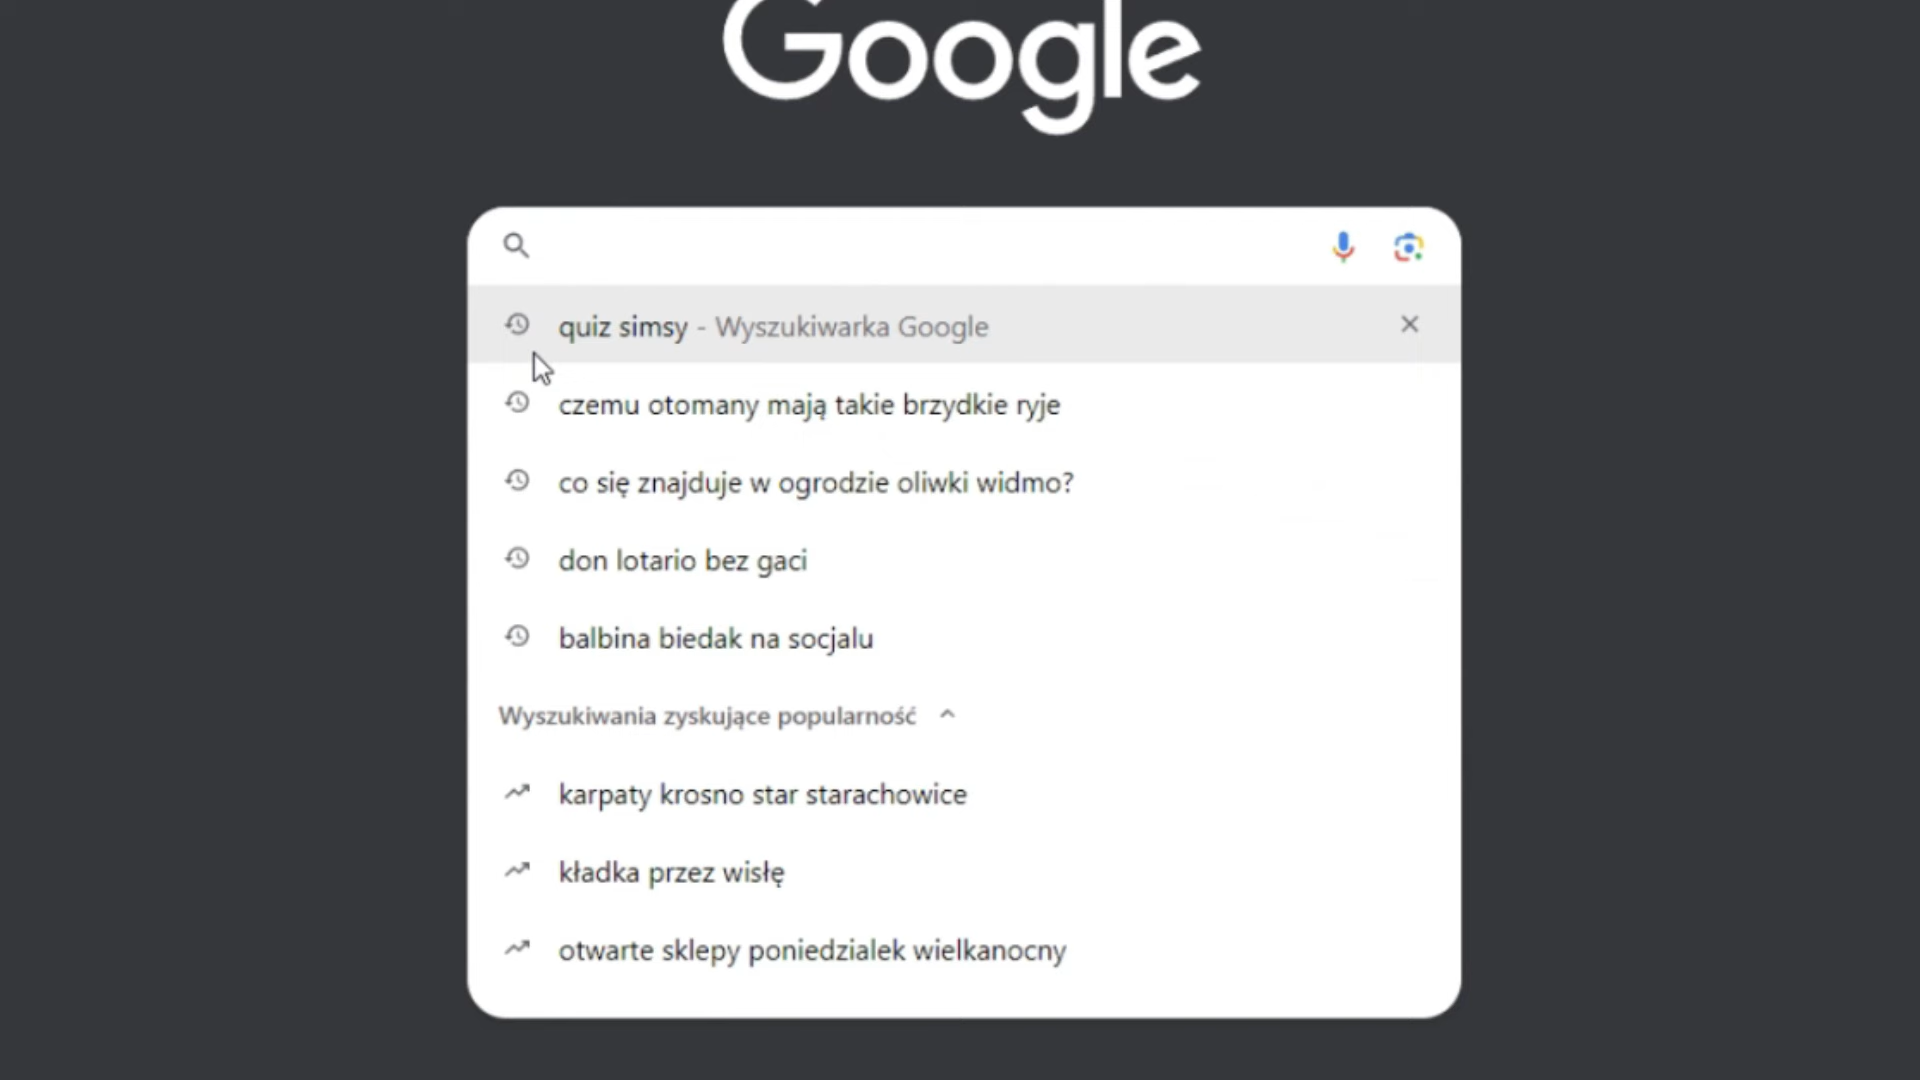 Google
quiz simsy - Wyszukiwarka Google
czemu otomany mają takie brzydkie ryje
co się znajduje w ogrodzie oliwki widmo?
don lotario bez gaci
balbina biedak na socjalu
Wyszukiwania zyskujące popularność
karpaty krosno star starachowice
kładka przez wisłę
otwarte sklepy poniedzialek wielkanocny